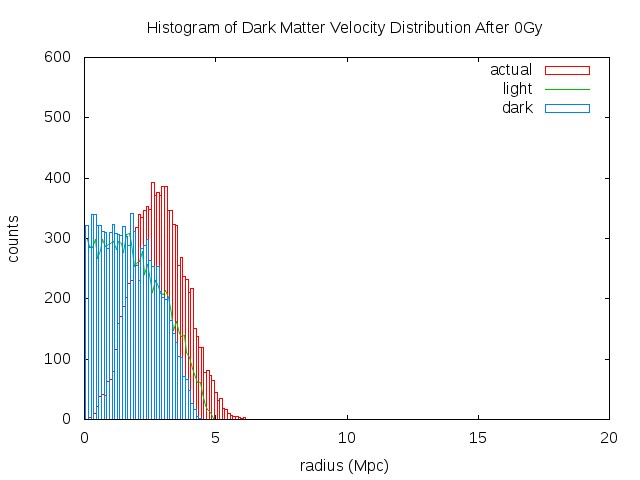 Histogram of Dark Matter Velocity Distribution After 0Gy
600
500
400
300
200
100
0
counts
actual
light
dark
0 5 10 15 20
radius (Mpc)